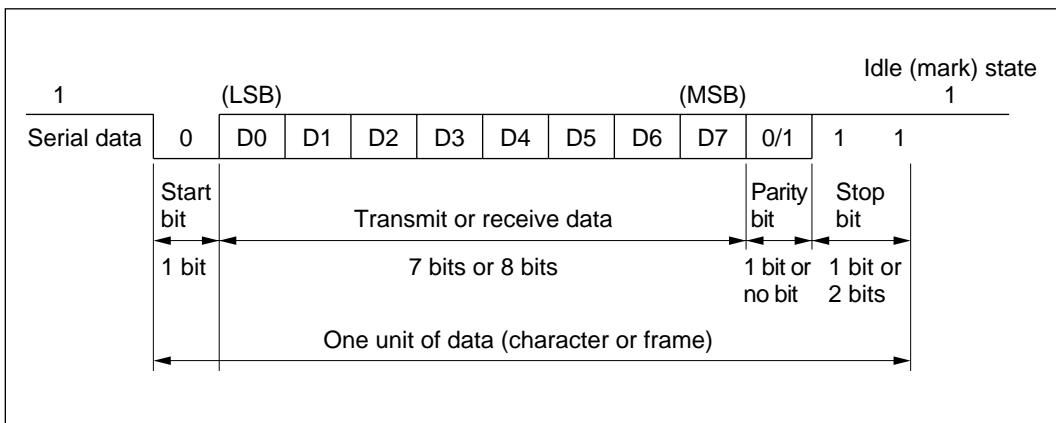 Idle (mark) state
1 (LSB) (MSB) 1
Serial data 0 D0 D1 D2 D3 D4 D5 D6 D7 0/1 1 1
Start bit
Transmit or receive data
Parity bit
Stop bit
1 bit
7 bits or 8 bits
1 bit or no bit
1 bit or 2 bits
One unit of data (character or frame)